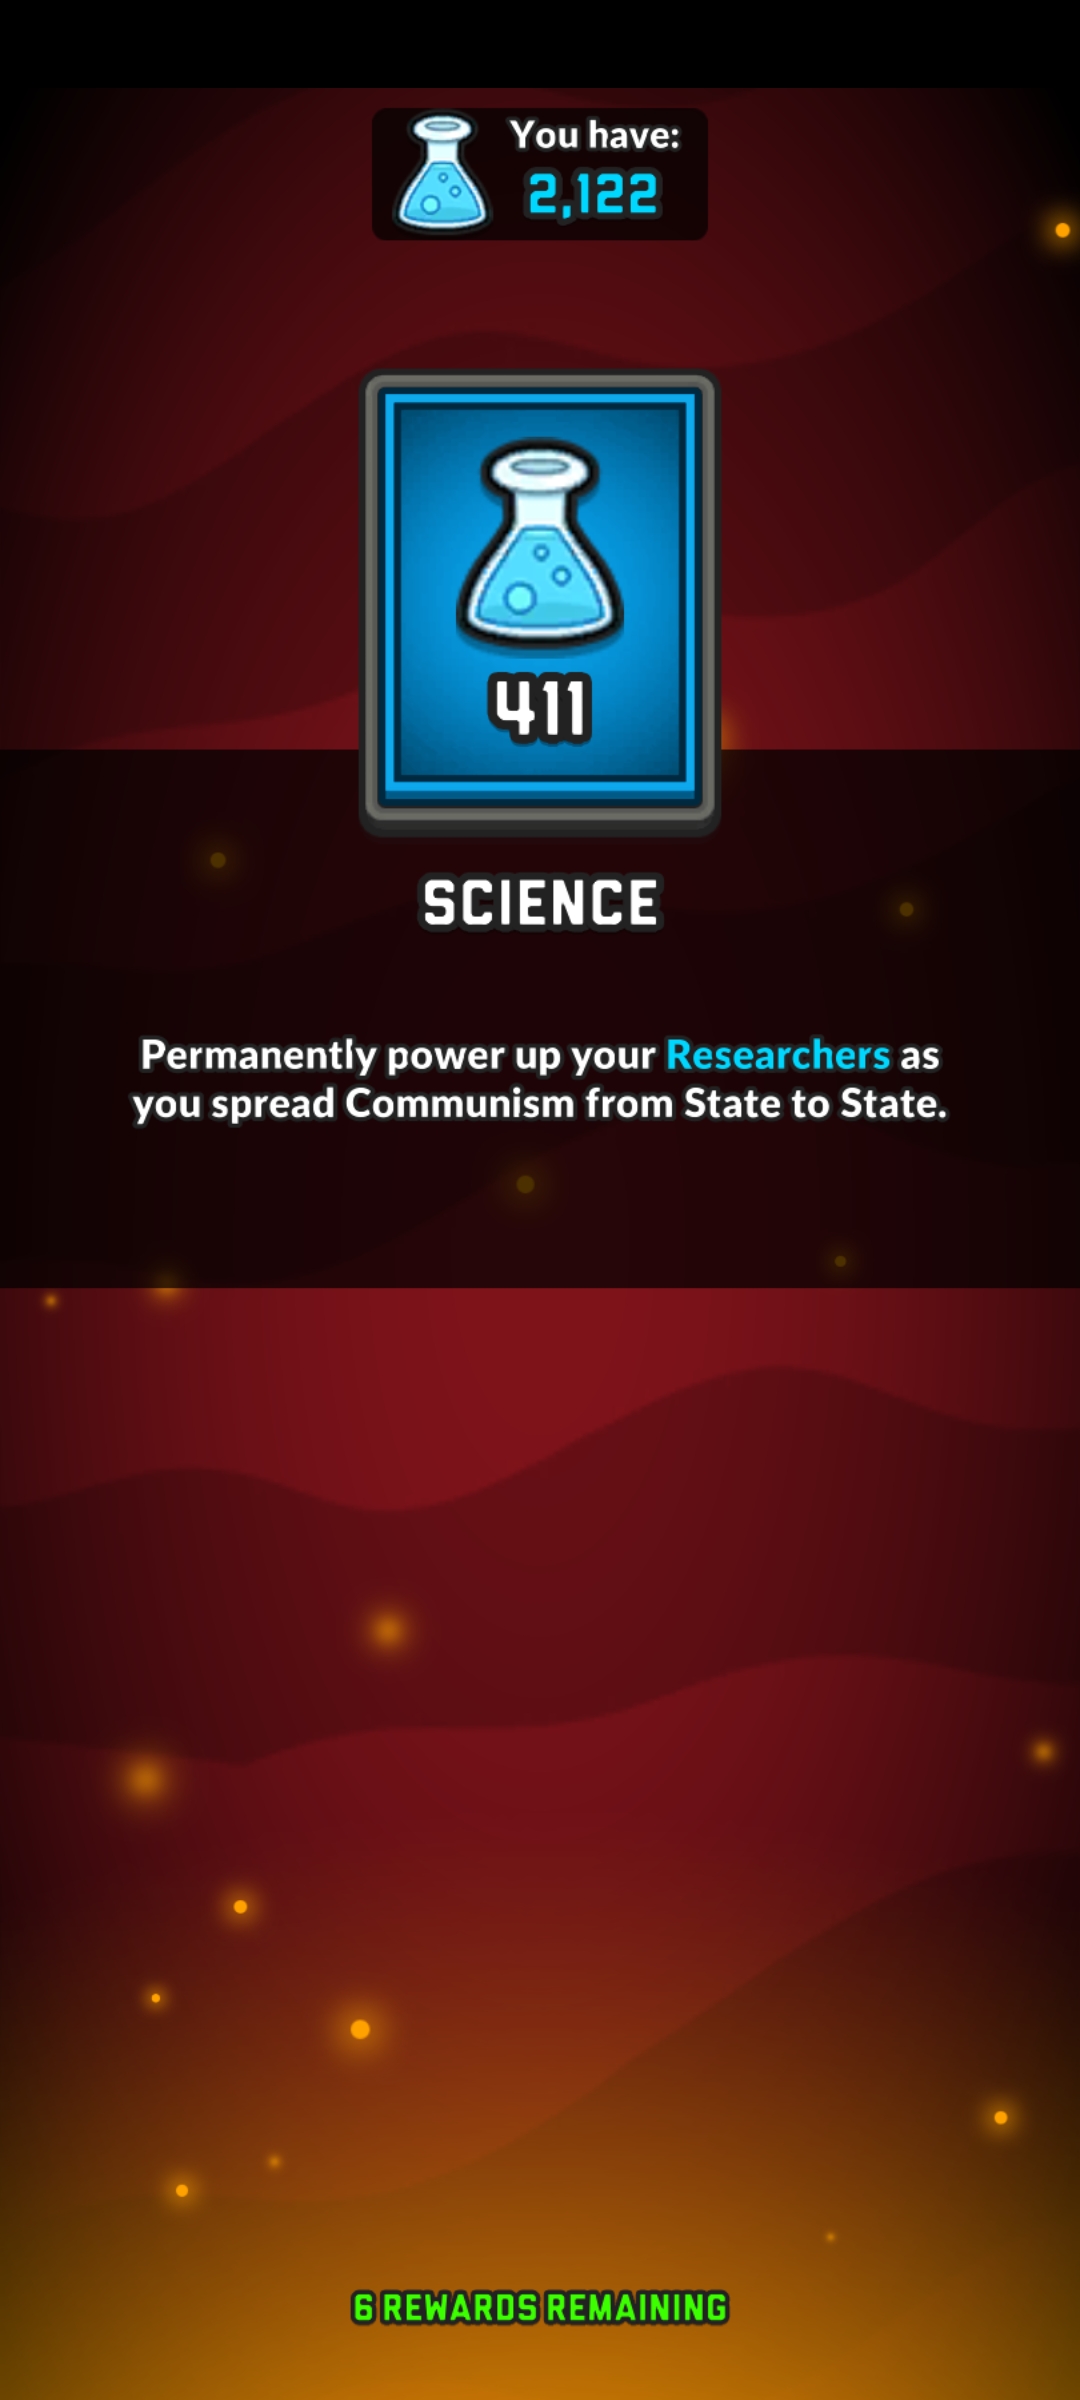 You have:
2,122
411
SCIENCE
Permanently power up your Researchers as
you spread Communism from State to State.
6 REWARDS REMAINING